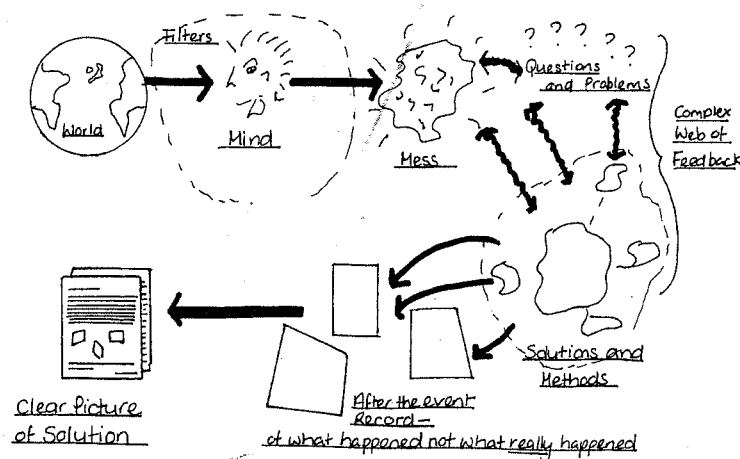 Filters
World
Mind
Mess
? ? ? ? ? ?
Questions
and Problems
Complex
Web of
Feedback
Solutions and
Methods
After the event
Record—
of what happened not what really happened
Clear Picture
of Solution